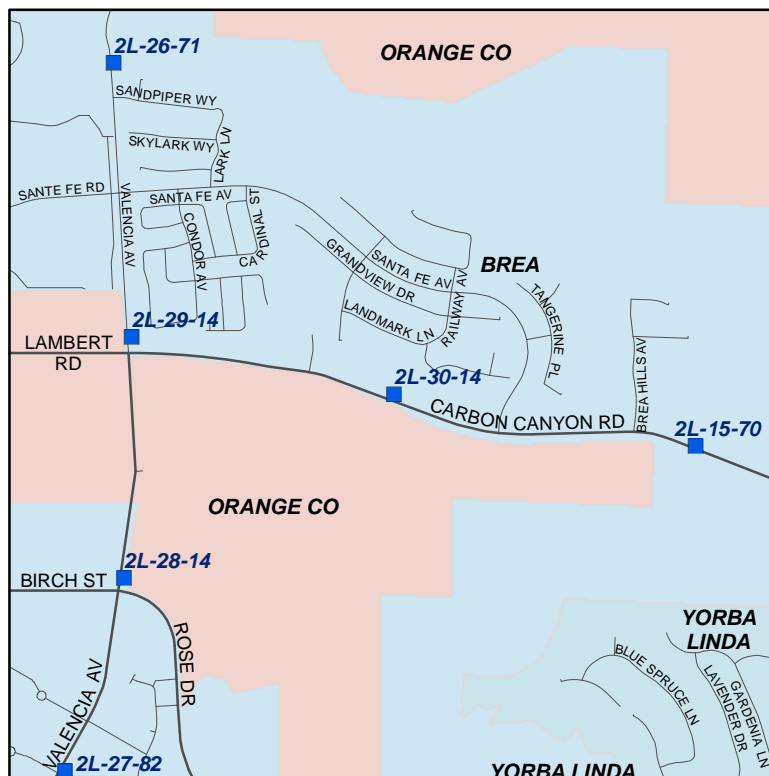 2L-26-71
ORANGE CO
SANDPIPER WY
SKYLARK WY
LARK LN
SANTE FE RD
SANTA FE AV
VALENCIA AV
CONDOR AV
CARDINAL ST
GRANDVIEW DR
SANTA FE AV
BREA
LANDMARK LN
RAILWAY AV
TANGERINE PL
BREA HILLS AV
2L-29-14
LAMBERT
RD
2L-30-14
CARBON CANYON RD
2L-15-70
ORANGE CO
2L-28-14
BIRCH ST
ROSE DR
VALENCIA AV
2L-27-82
YORBA
LINDA
BLUE SPRUCE LN
LAVENDER DR
GARDENIA LN
YORBA LINDA